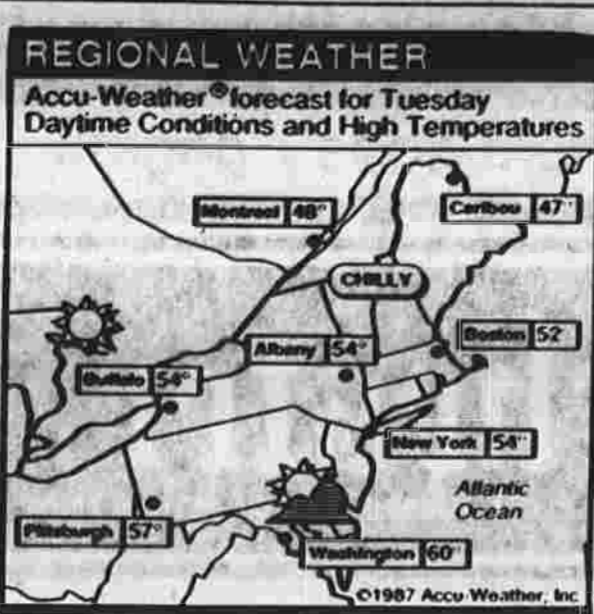 REGIONAL WEATHER
Accu-Weather® forecast for Tuesday
Daytime Conditions and High Temperatures
Montreal 48°
Caribou 47°
CHILLY
Boston 52
Albany 54°
Buffalo 54°
New York 54°
Atlantic
Ocean
Pittsburgh 57°
Washington 60°
©1987 Accu-Weather, Inc